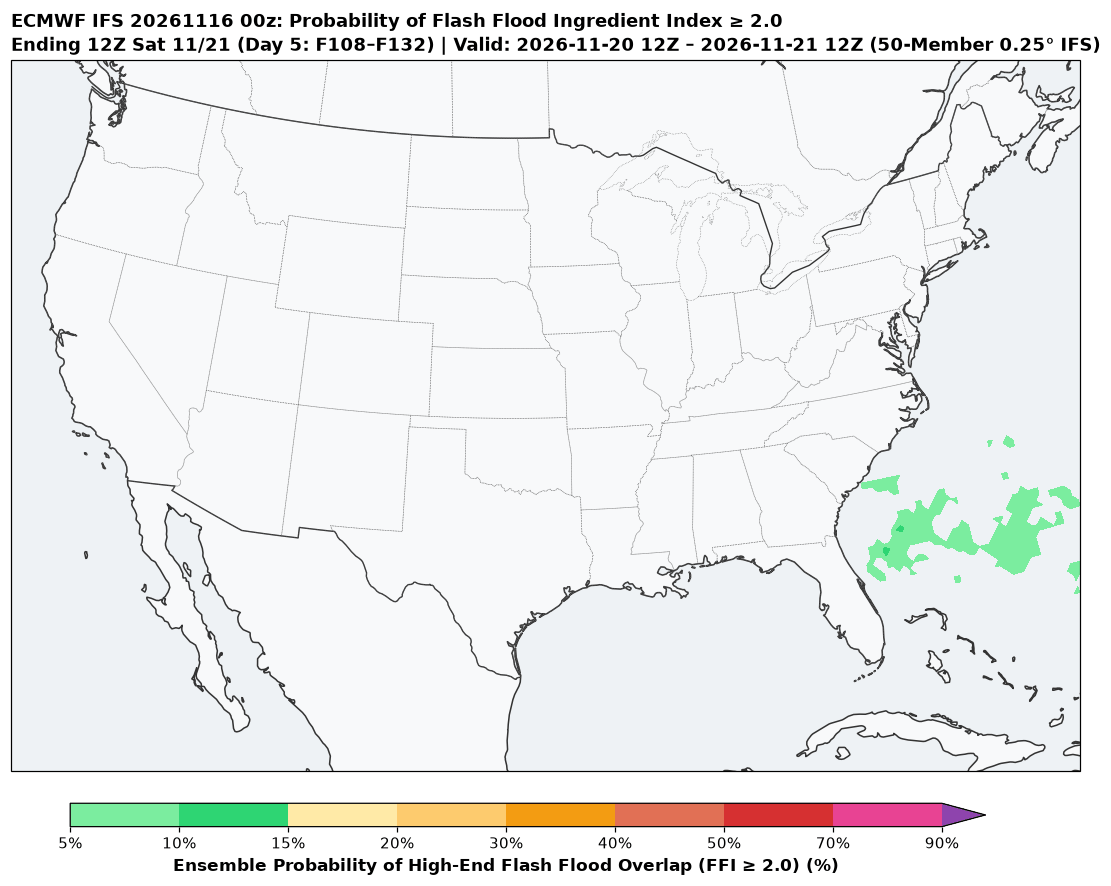 ECMWF IFS 20261116 00z: Probability of Flash Flood Ingredient Index ≥ 2.0
Ending 12Z Sat 11/21 (Day 5: F108–F132) | Valid: 2026-11-20 12Z – 2026-11-21 12Z (50-Member 0.25° IFS)
5% 10% 15% 20% 30% 40% 50% 70% 90%
Ensemble Probability of High-End Flash Flood Overlap (FFI ≥ 2.0) (%)